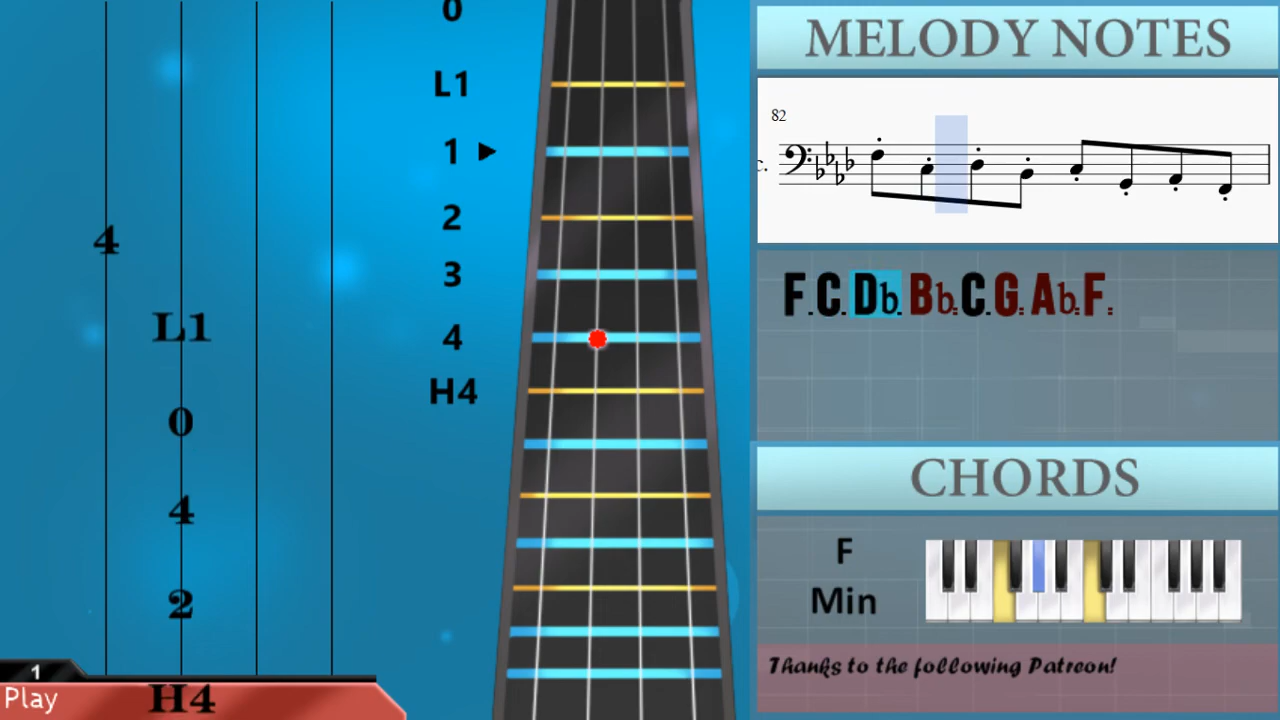 4
L1
0
4
2
H4
1
Play
0
L1
1
2
3
4
H4
MELODY NOTES
82
c.
F.C.Db.Bb:C.G:Ab:F:
CHORDS
F
Min
Thanks to the following Patreon!